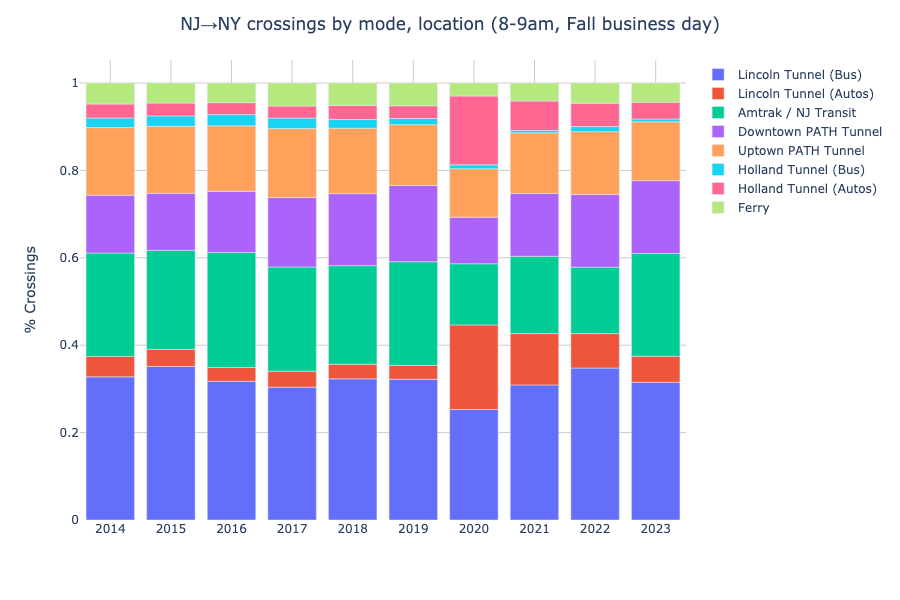 NJ→NY crossings by mode, location (8-9am, Fall business day)
% Crossings
1
0.8
0.6
0.4
0.2
0
2014
2015
2016
2017
2018
2019
2020
2021
2022
2023
Lincoln Tunnel (Bus)
Lincoln Tunnel (Autos)
Amtrak / NJ Transit
Downtown PATH Tunnel
Uptown PATH Tunnel
Holland Tunnel (Bus)
Holland Tunnel (Autos)
Ferry